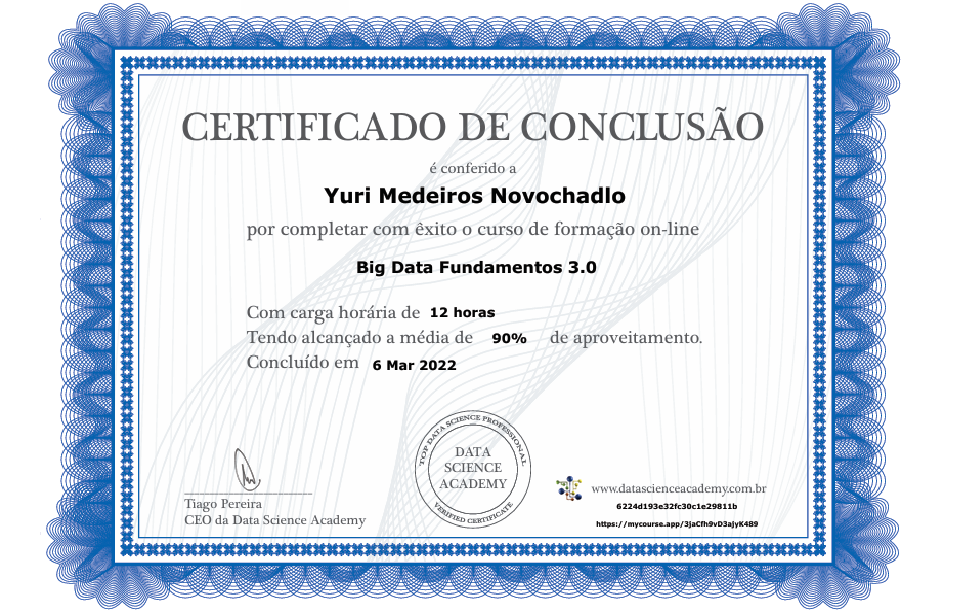 CERTIFICADO DE CONCLUSÃO
é conferido a
Yuri Medeiros Novochadlo
por completar com êxito o curso de formação on-line
Big Data Fundamentos 3.0
Com carga horária de 12 horas
Tendo alcançado a média de 90% de aproveitamento.
Concluído em 6 Mar 2022
TOP DATA SCIENCE PROFESSIONAL
DATA
SCIENCE
ACADEMY
VERIFIED CERTIFICATE
Tiago Pereira
CEO da Data Science Academy
www.datascienceacademy.com.br
6224d193e32fc30c1e29811b
https://mycourse.app/3jaCfh9vD3ajyK4B9